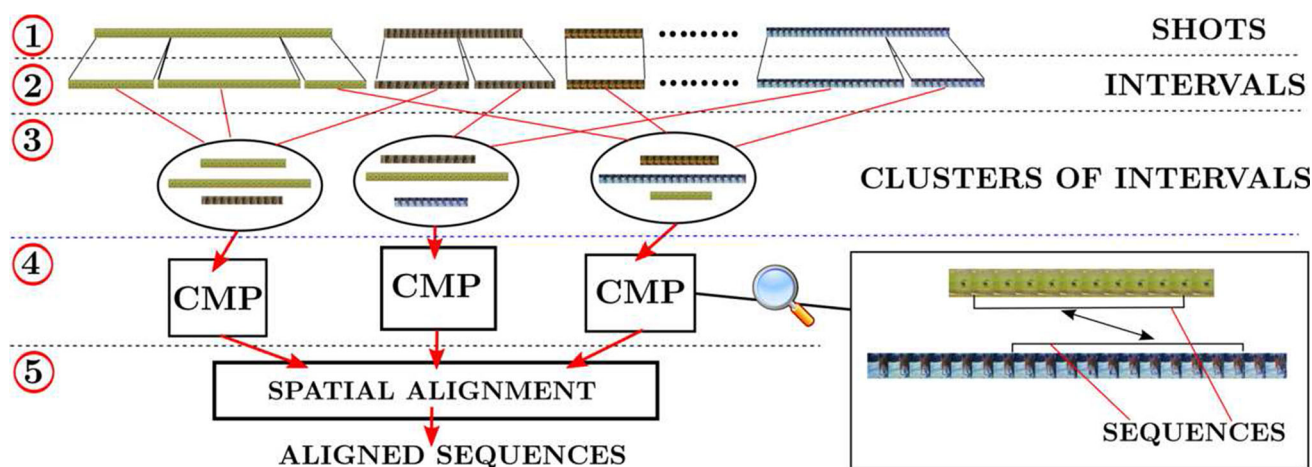 1 SHOTS
2 INTERVALS
3 CLUSTERS OF INTERVALS
4 CMP CMP CMP
SEQUENCES
5 SPATIAL ALIGNMENT
ALIGNED SEQUENCES